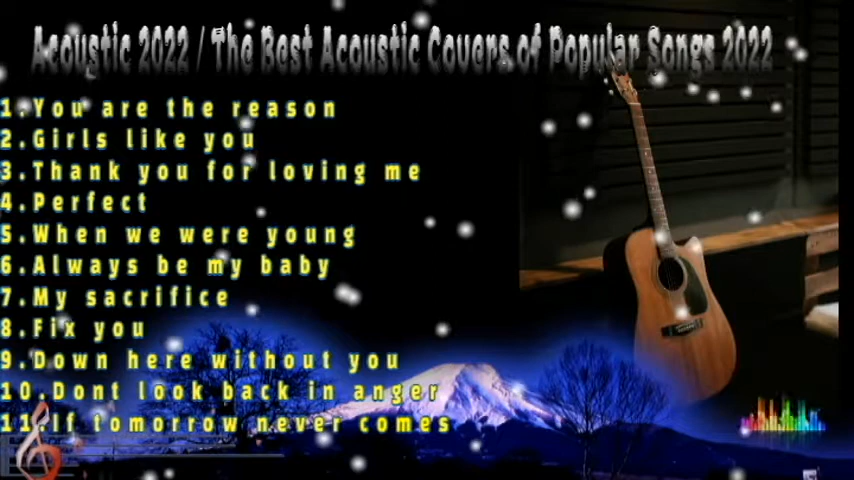 Acoustic 2022 / The Best Acoustic Covers of Popular Songs 2022
1.You are the reason
2.Girls like you
3.Thank you for loving me
4.Perfect
5.When we were young
6.Always be my baby
7.My sacrifice
8.Fix you
9.Down here without you
10.Dont look back in anger
11.If tomorrow never comes